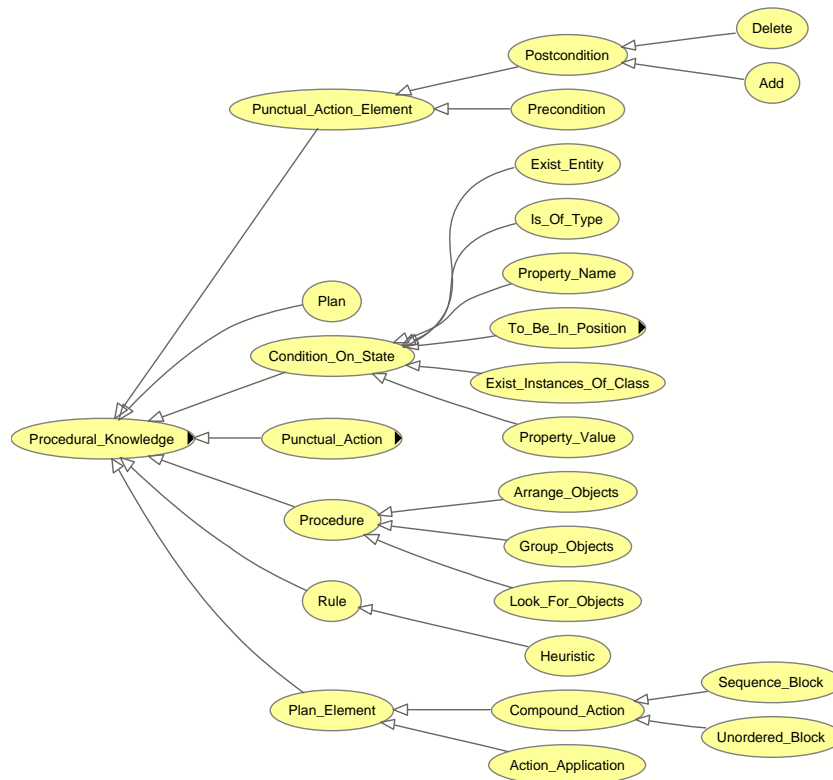 Delete
Postcondition
Add
Punctual_Action_Element
Precondition
Exist_Entity
Is_Of_Type
Property_Name
Plan
To_Be_In_Position
Condition_On_State
Exist_Instances_Of_Class
Procedural_Knowledge
Punctual_Action
Property_Value
Arrange_Objects
Procedure
Group_Objects
Rule
Look_For_Objects
Heuristic
Sequence_Block
Plan_Element
Compound_Action
Unordered_Block
Action_Application